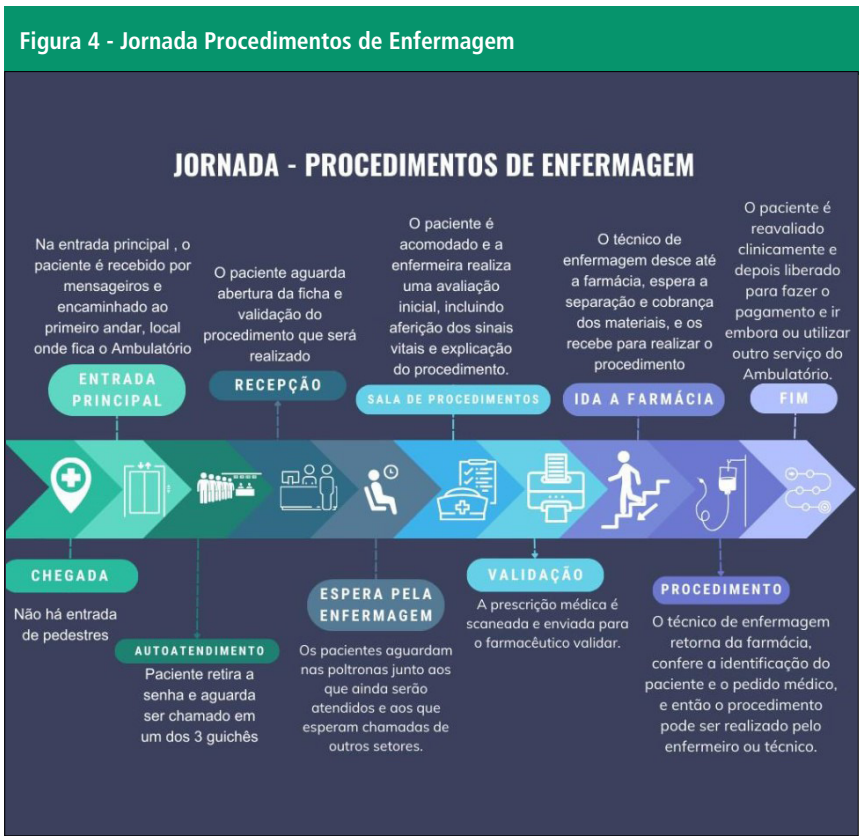 Figura 4 - Jornada Procedimentos de Enfermagem
JORNADA - PROCEDIMENTOS DE ENFERMAGEM
Na entrada principal , o
paciente é recebido por
mensageiros e
encaminhado ao
primeiro andar, local
onde fica o Ambulatório
ENTRADA
PRINCIPAL
O paciente aguarda
abertura da ficha e
validação do
procedimento que será
realizado
RECEPÇÃO
O paciente é
acomodado e a
enfermeira realiza
uma avaliação
inicial, incluindo
aferição dos sinais
vitais e explicação
do procedimento.
SALA DE PROCEDIMENTOS
O técnico de
enfermagem desce até
a farmácia, espera a
separação e cobrança
dos materiais, e os
recebe para realizar o
procedimento
IDA A FARMÁCIA
O paciente é
reavaliado
clinicamente e
depois liberado
para fazer o
pagamento e ir
embora ou utilizar
outro serviço do
Ambulatório.
FIM
CHEGADA
Não há entrada
de pedestres
AUTOATENDIMENTO
Paciente retira a
senha e aguarda
ser chamado em
um dos 3 guichês
ESPERA PELA
ENFERMAGEM
Os pacientes aguardam
nas poltronas junto aos
que ainda serão
atendidos e aos que
esperam chamadas de
outros setores.
VALIDAÇÃO
A prescrição médica é
scaneada e enviada para
o farmacêutico validar.
PROCEDIMENTO
O técnico de enfermagem
retorna da farmácia,
confere a identificação do
paciente e o pedido médico,
e então o procedimento
pode ser realizado pelo
enfermeiro ou técnico.